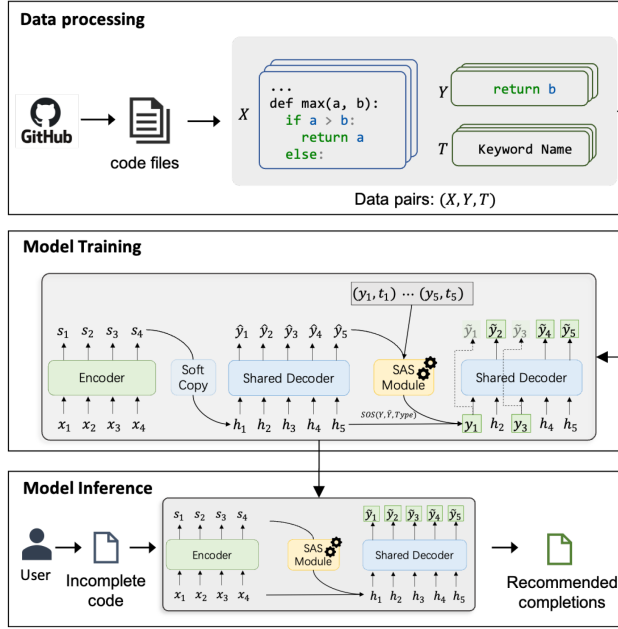 Data processing
GitHub
code files
X
...
def max(a, b):
if a > b:
return a
else:
Y
return b
T
Keyword Name
Data pairs: (X, Y, T)
Model Training
(y₁, t₁) ⋯ (y₅, t₅)
s₁ s₂ s₃ s₄
ŷ₁ ŷ₂ ŷ₃ ŷ₄ ŷ₅
ỹ₁ ỹ₂ ỹ₃ ỹ₄ ỹ₅
Encoder
Soft
Copy
Shared Decoder
SAS
Module
Shared Decoder
SOS(Y,Ŷ,Type)
x₁ x₂ x₃ x₄
h₁ h₂ h₃ h₄ h₅
y₁ h₂ y₃ h₄ h₅
Model Inference
s₁ s₂ s₃ s₄
ỹ₁ ỹ₂ ỹ₃ ỹ₄ ỹ₅
Encoder
SAS
Module
Shared Decoder
x₁ x₂ x₃ x₄
h₁ h₂ h₃ h₄ h₅
User
Incomplete
code
Recommended
completions